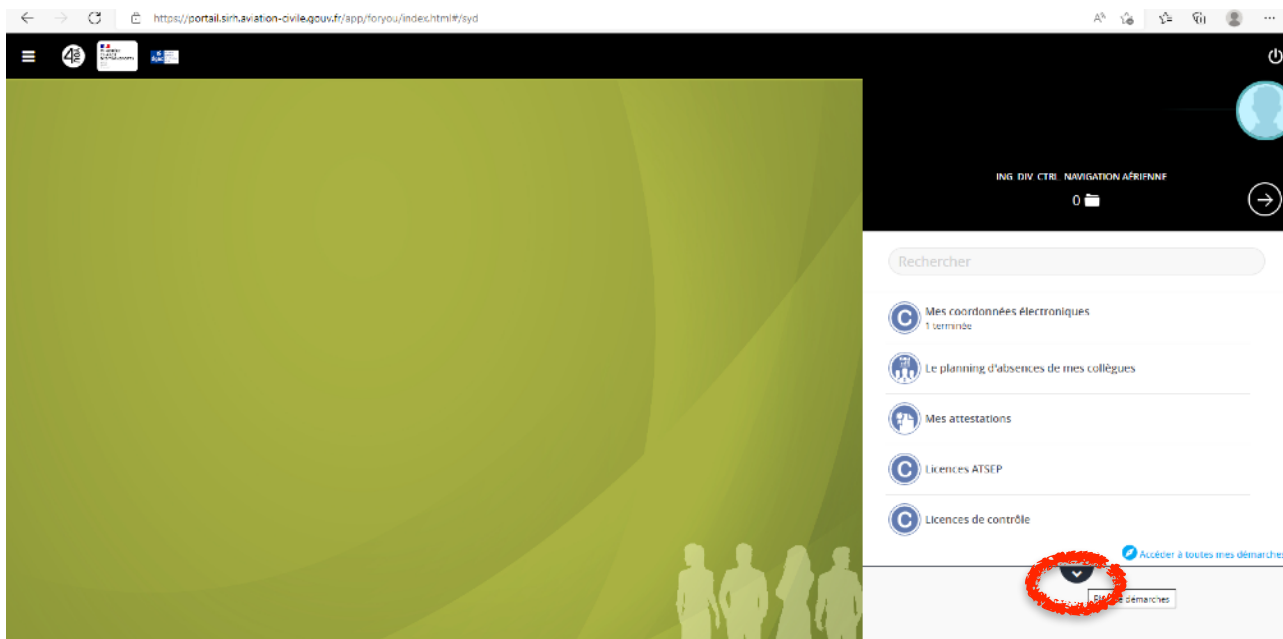 https://portail.sirh.aviation-civile.gouv.fr/app/foryou/index.html#/syd
4
YOU
ING DIV CTRL NAVIGATION AÉRIENNE
0
Rechercher
Mes coordonnées électroniques
1 terminée
Le planning d'absences de mes collègues
Mes attestations
C Licences ATSEP
C Licences de contrôle
Accéder à toutes mes démarches
démarches